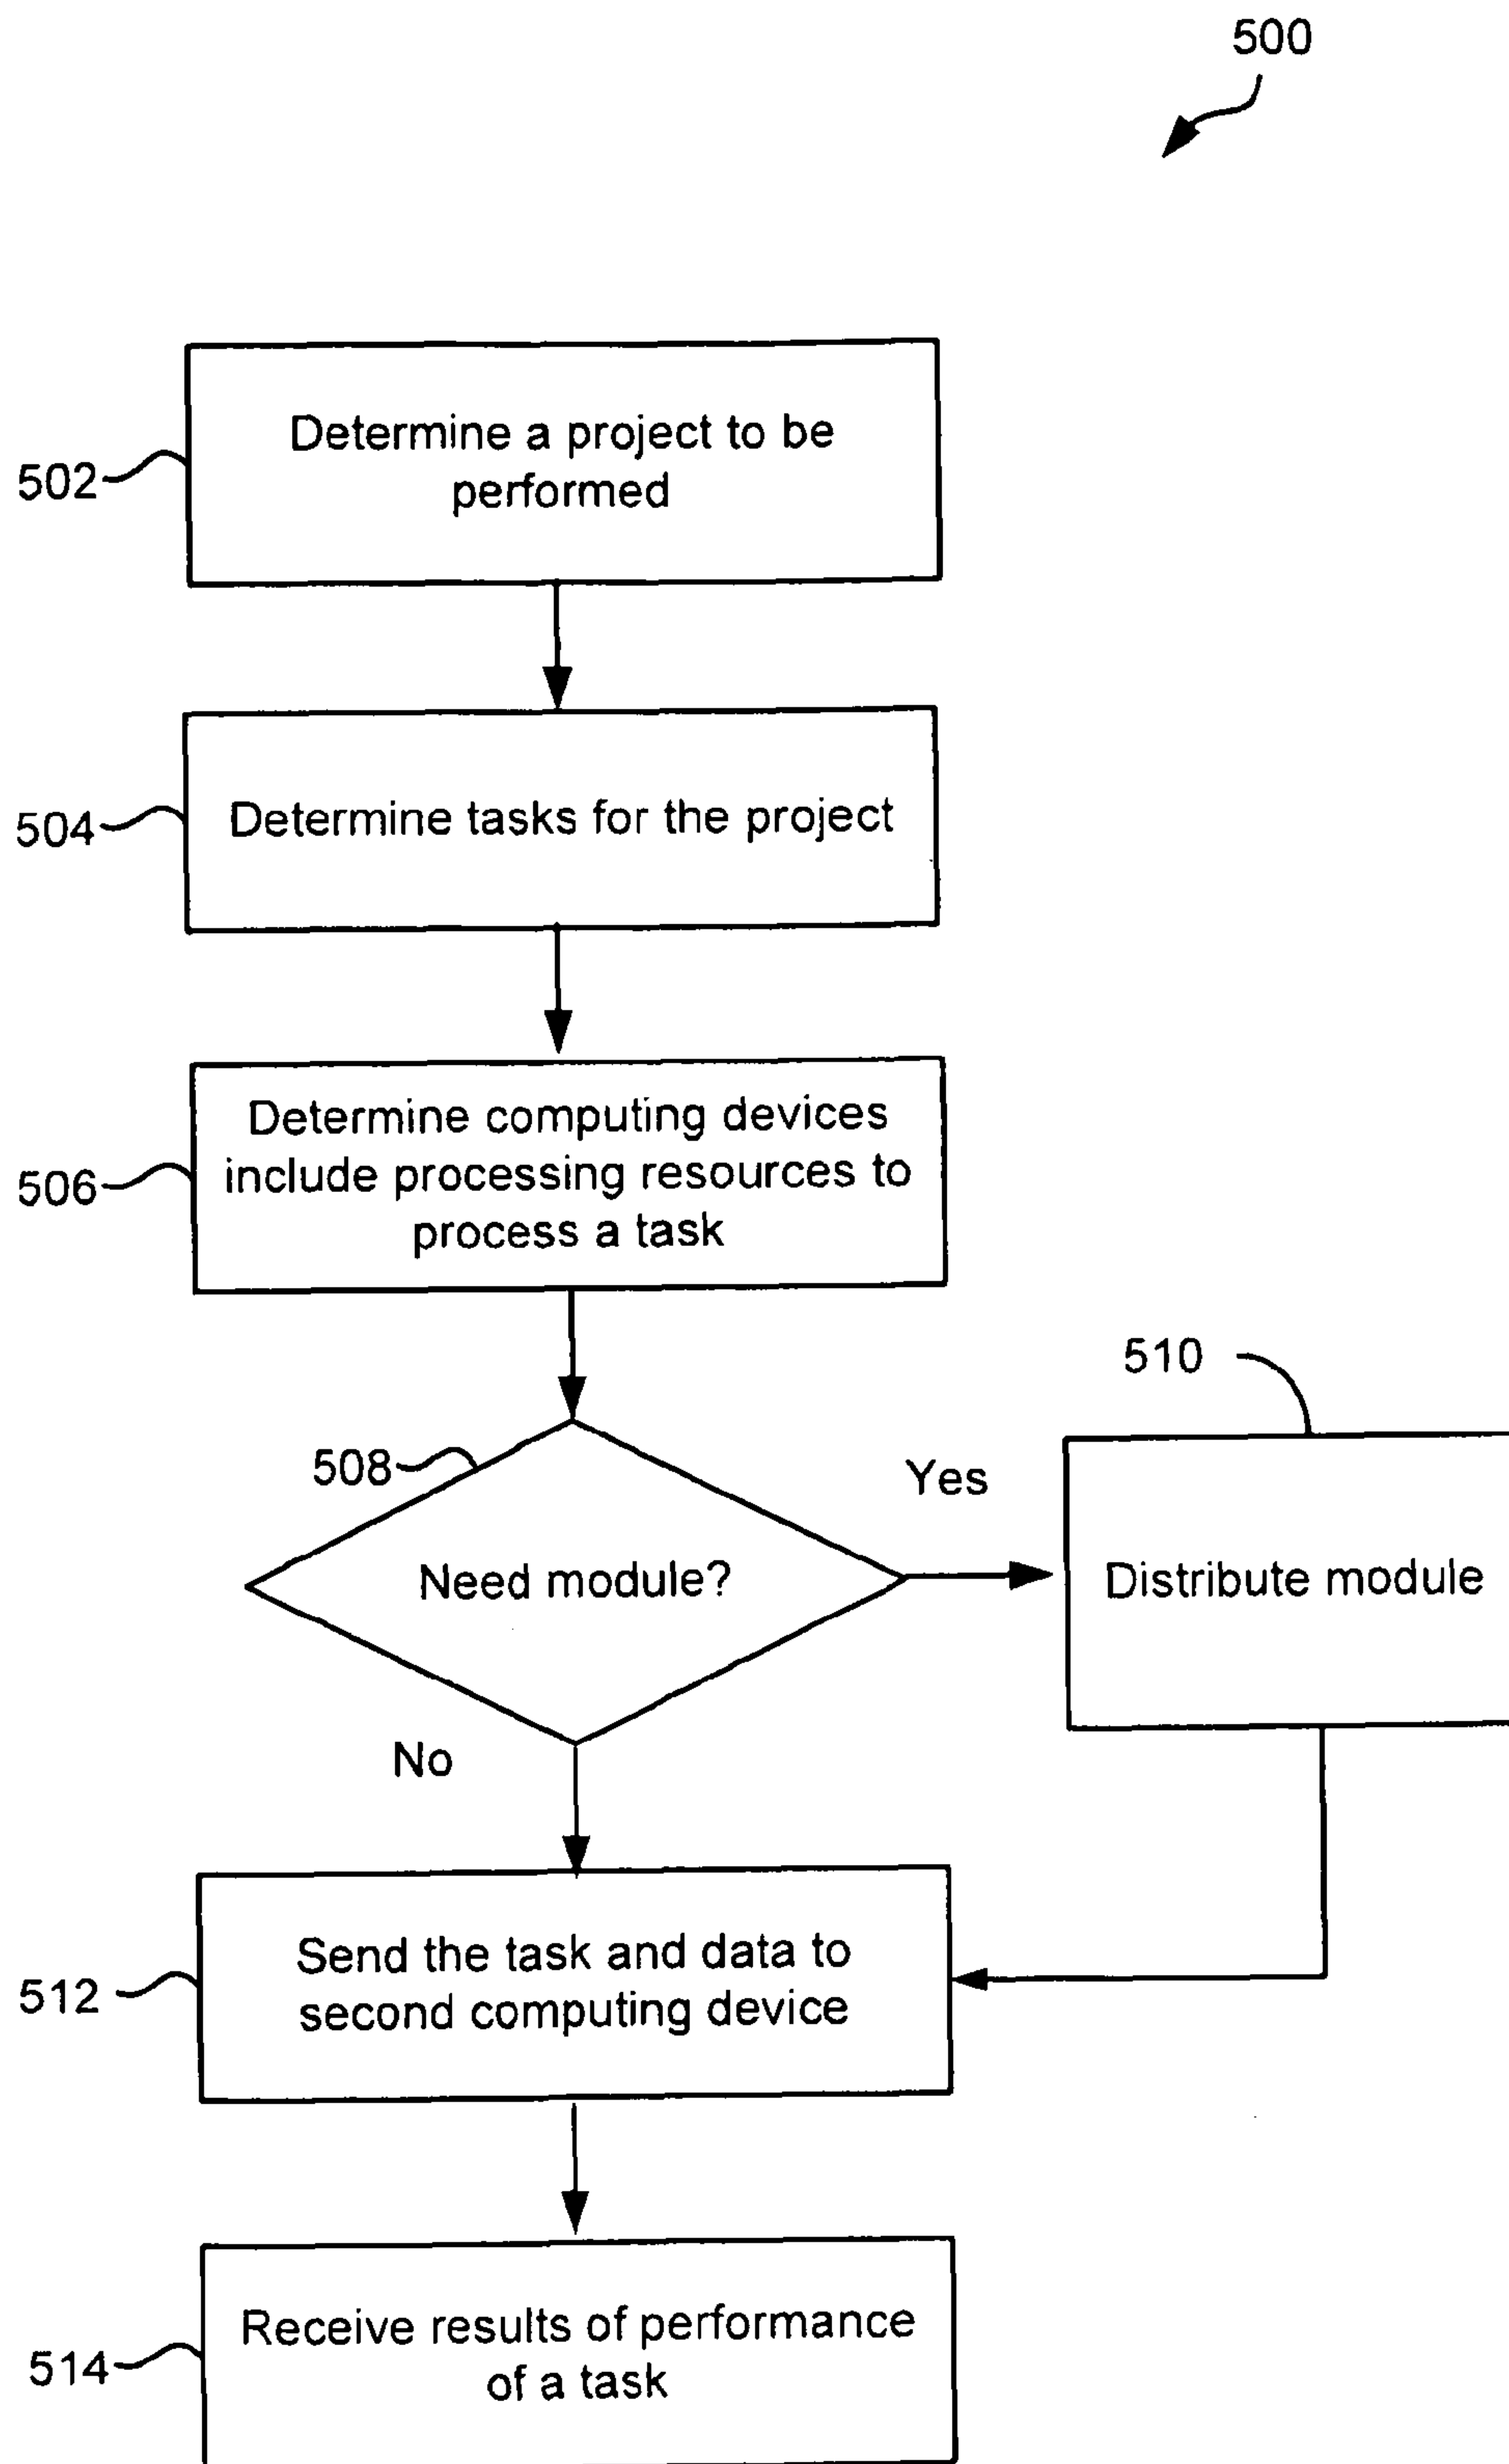 500
502
Determine a project to be
performed
504
Determine tasks for the project
506
Determine computing devices
include processing resources to
process a task
508
Need module?
Yes
510
Distribute module
No
512
Send the task and data to
second computing device
514
Receive results of performance
of a task